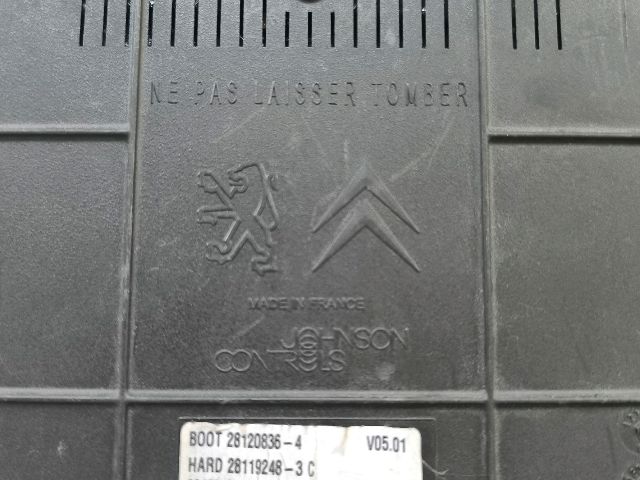 NE PAS LAISSER TOMBER
MADE IN FRANCE
JOHNSON
CONTROLS
BOOT 28120836-4 V05.01
HARD 28119248-3 C